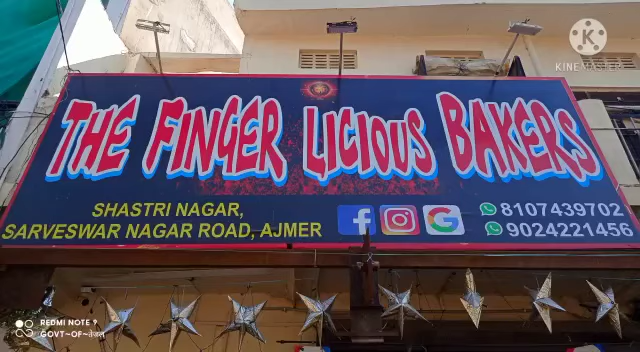 KINEMASTER
THE FINGER LICIOUS BAKERS
SHASTRI NAGAR,
SARVESWAR NAGAR ROAD, AJMER
8107439702
9024221456
REDMI NOTE 9
GOVT~OF~